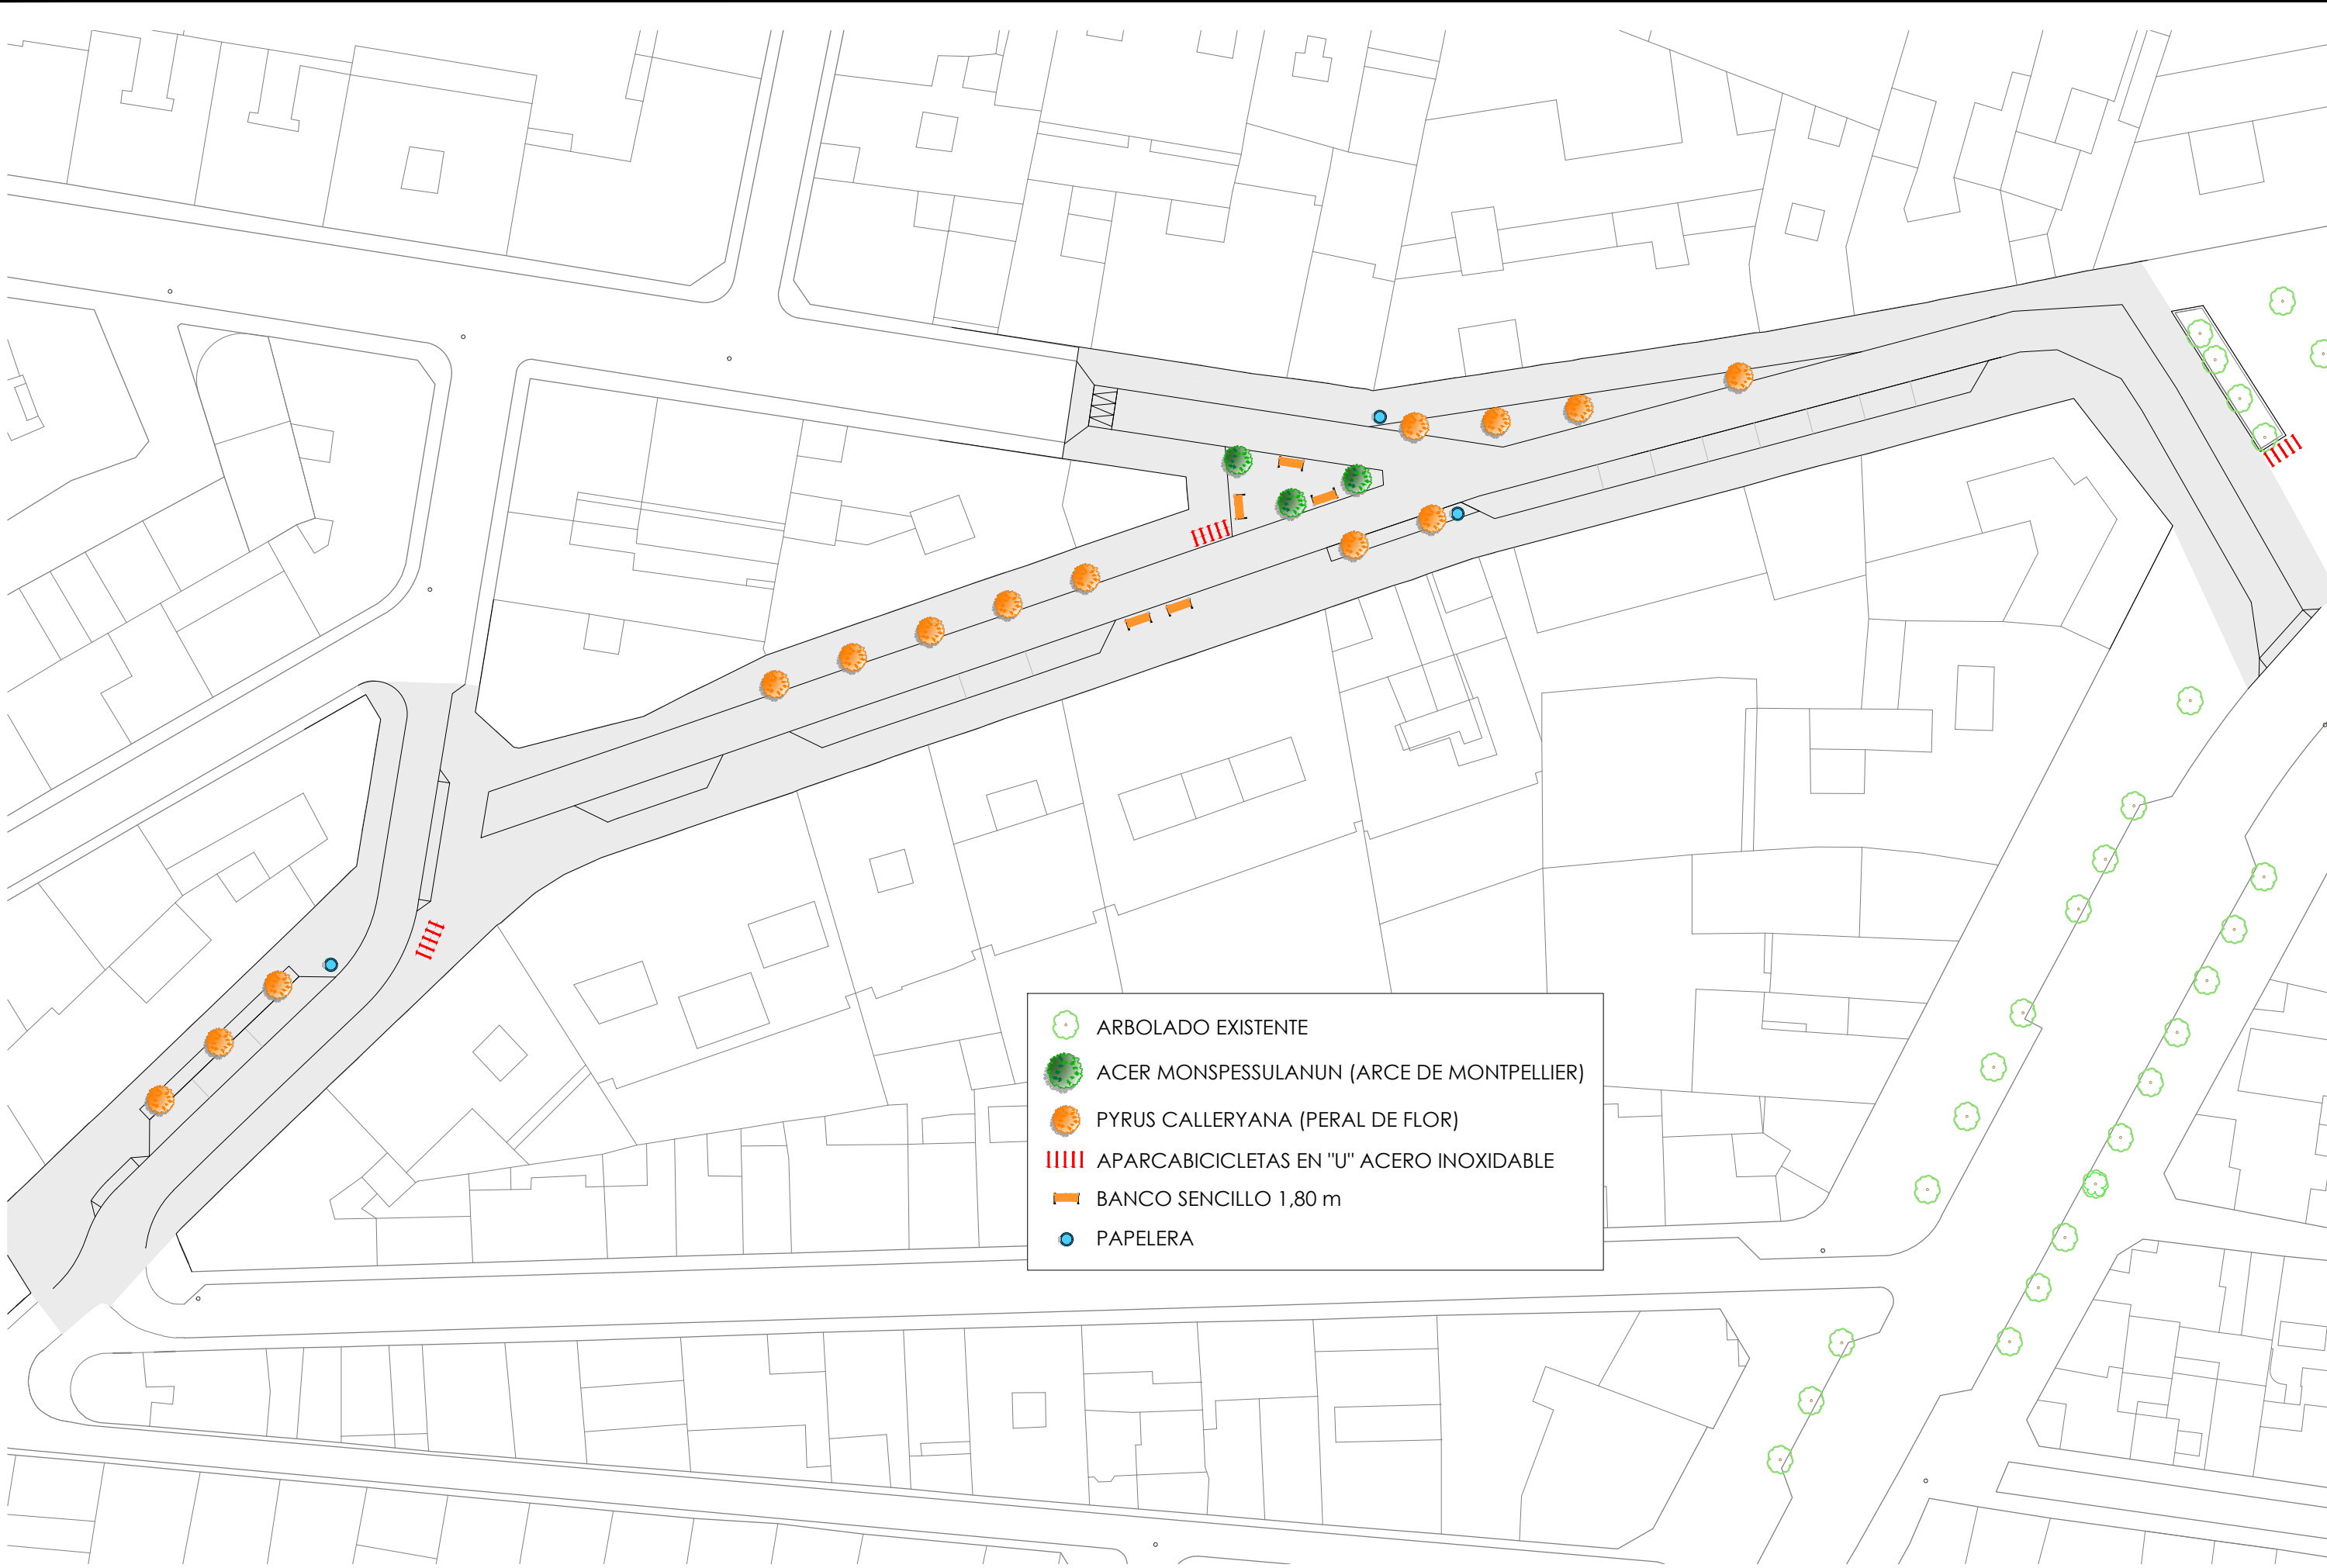 ARBOLADO EXISTENTE
ACER MONSPESSULANUN (ARCE DE MONTPELLIER)
PYRUS CALLERYANA (PERAL DE FLOR)
APARCABICICLETAS EN "U" ACERO INOXIDABLE
BANCO SENCILLO 1,80 m
PAPELERA